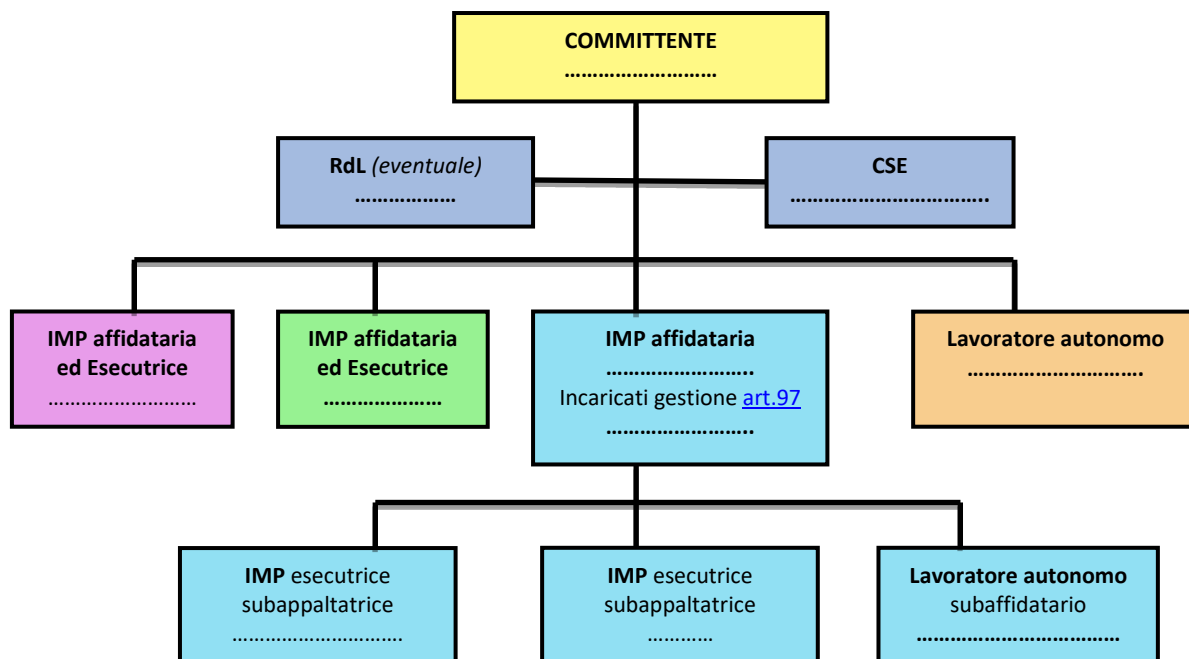 COMMITTENTE
………………………
RdL (eventuale)
………………
CSE
……………………………..
IMP affidataria
ed Esecutrice
………………………
IMP affidataria
ed Esecutrice
…………………
IMP affidataria
……………………..
Incaricati gestione art.97
……………………..
Lavoratore autonomo
………………………….
IMP esecutrice
subappaltatrice
………………………….
IMP esecutrice
subappaltatrice
…………
Lavoratore autonomo
subaffidatario
………………………………